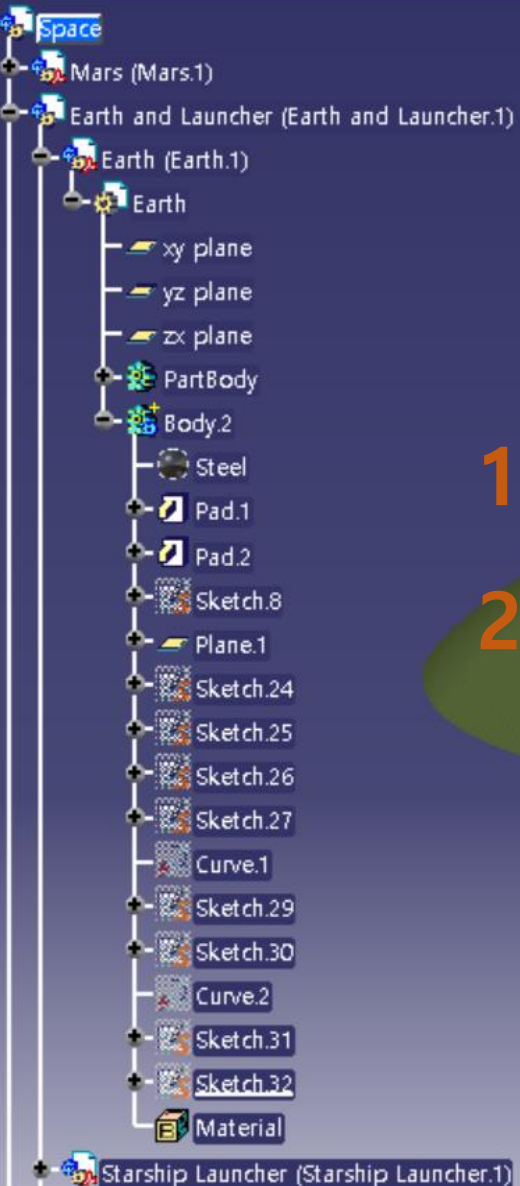 Space
Mars (Mars.1)
Earth and Launcher (Earth and Launcher.1)
Earth (Earth.1)
Earth
xy plane
yz plane
zx plane
PartBody
Body.2
Steel
1
Pad.1
Pad.2
Sketch.8
2
Plane.1
Sketch.24
Sketch.25
Sketch.26
Sketch.27
Curve.1
Sketch.29
Sketch.30
Curve.2
Sketch.31
Sketch.32
Material
Starship Launcher (Starship Launcher.1)